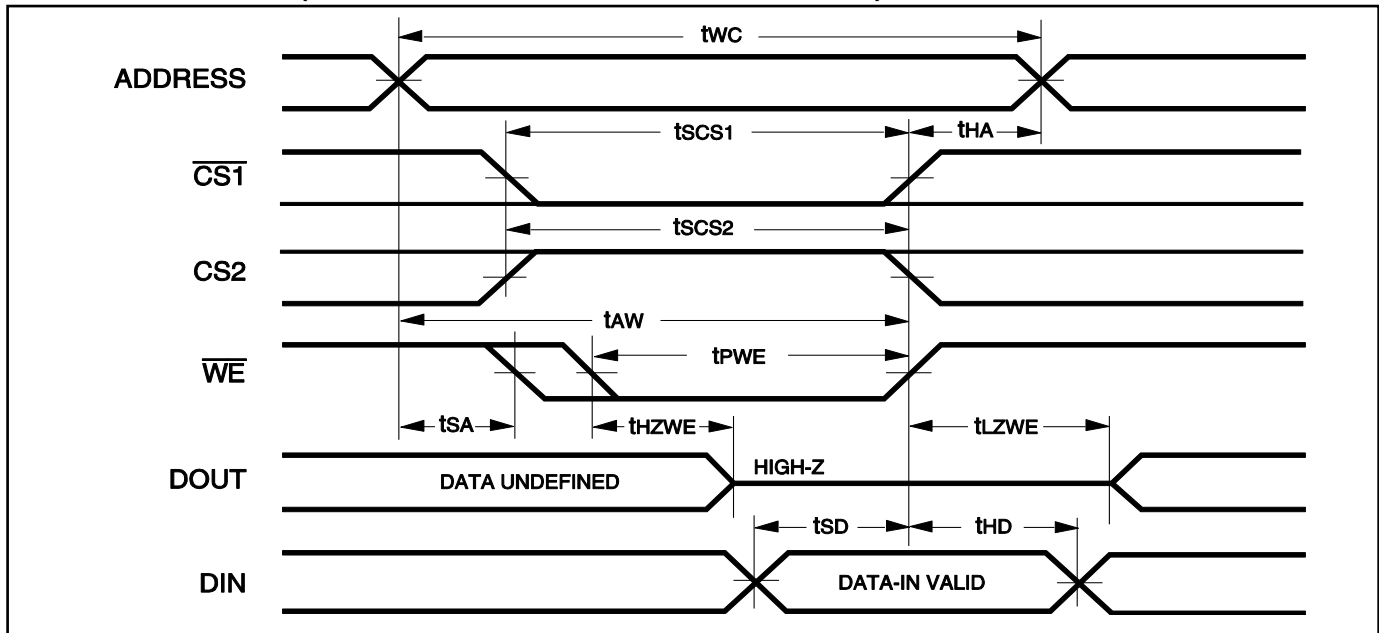 tWC
ADDRESS
tSCS1
tHA
CS1
tSCS2
CS2
tAW
tPWE
WE
tSA
tHZWE
tLZWE
HIGH-Z
DOUT
DATA UNDEFINED
tSD
tHD
DIN
DATA-IN VALID